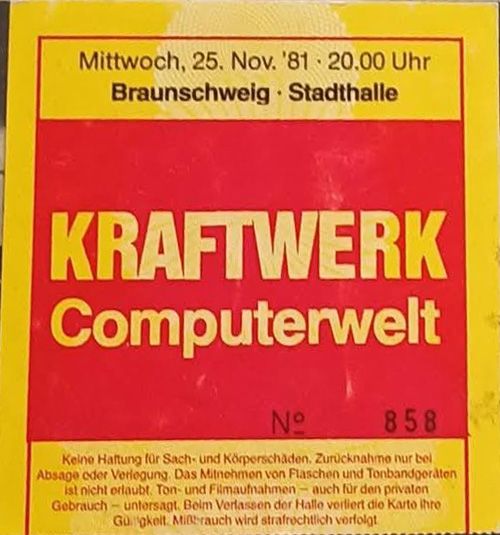 Mittwoch, 25. Nov. '81 · 20.00 Uhr
Braunschweig · Stadthalle
KRAFTWERK
Computerwelt
Nº 858
Keine Haftung für Sach- und Körperschäden. Zurücknahme nur bei
Absage oder Verlegung. Das Mitnehmen von Flaschen und Tonbandgeräten
ist nicht erlaubt. Ton- und Filmaufnahmen – auch für den privaten
Gebrauch – untersagt. Beim Verlassen der Halle verliert die Karte ihre
Gültigkeit. Mißbrauch wird strafrechtlich verfolgt.